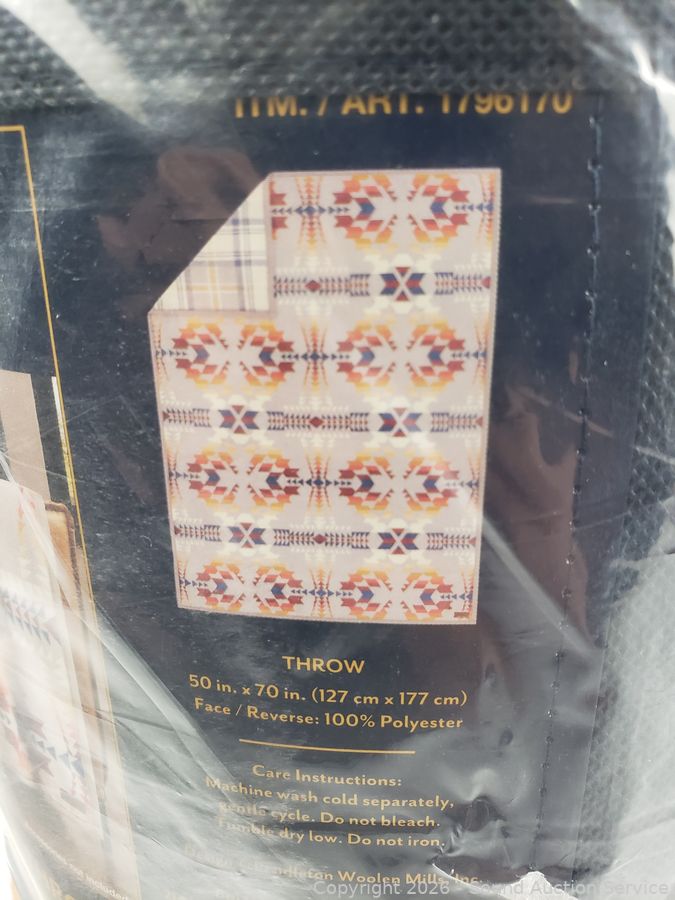 ITM. / ART. 1796170
THROW
50 in. x 70 in. (127 cm x 177 cm)
Face / Reverse: 100% Polyester
Care Instructions:
Machine wash cold separately,
gentle cycle. Do not bleach.
Tumble dry low. Do not iron.
Pendleton Woolen Mills, Inc.
not included
Copyright 2026 - Sound Auction Service